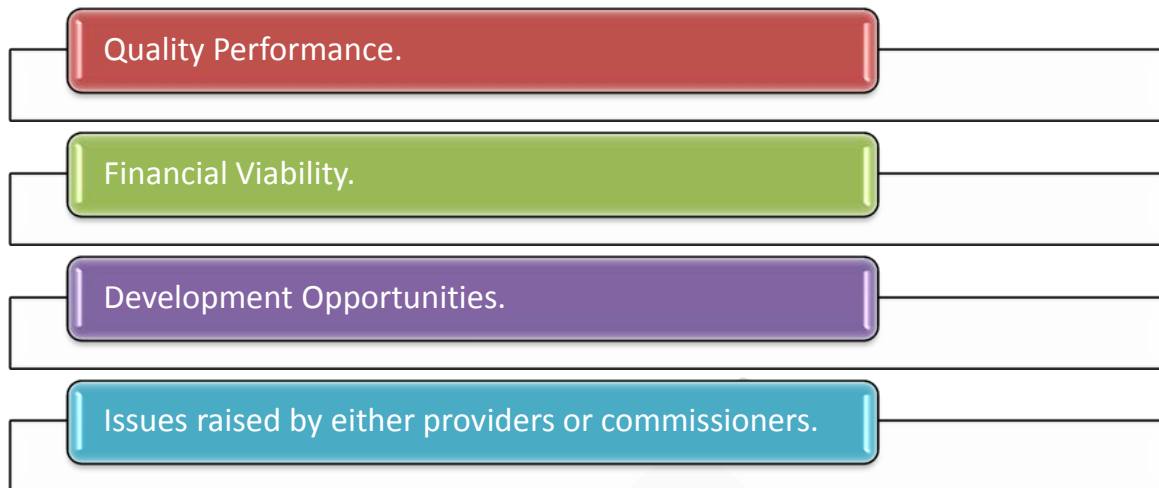 Quality Performance.
Financial Viability.
Development Opportunities.
Issues raised by either providers or commissioners.